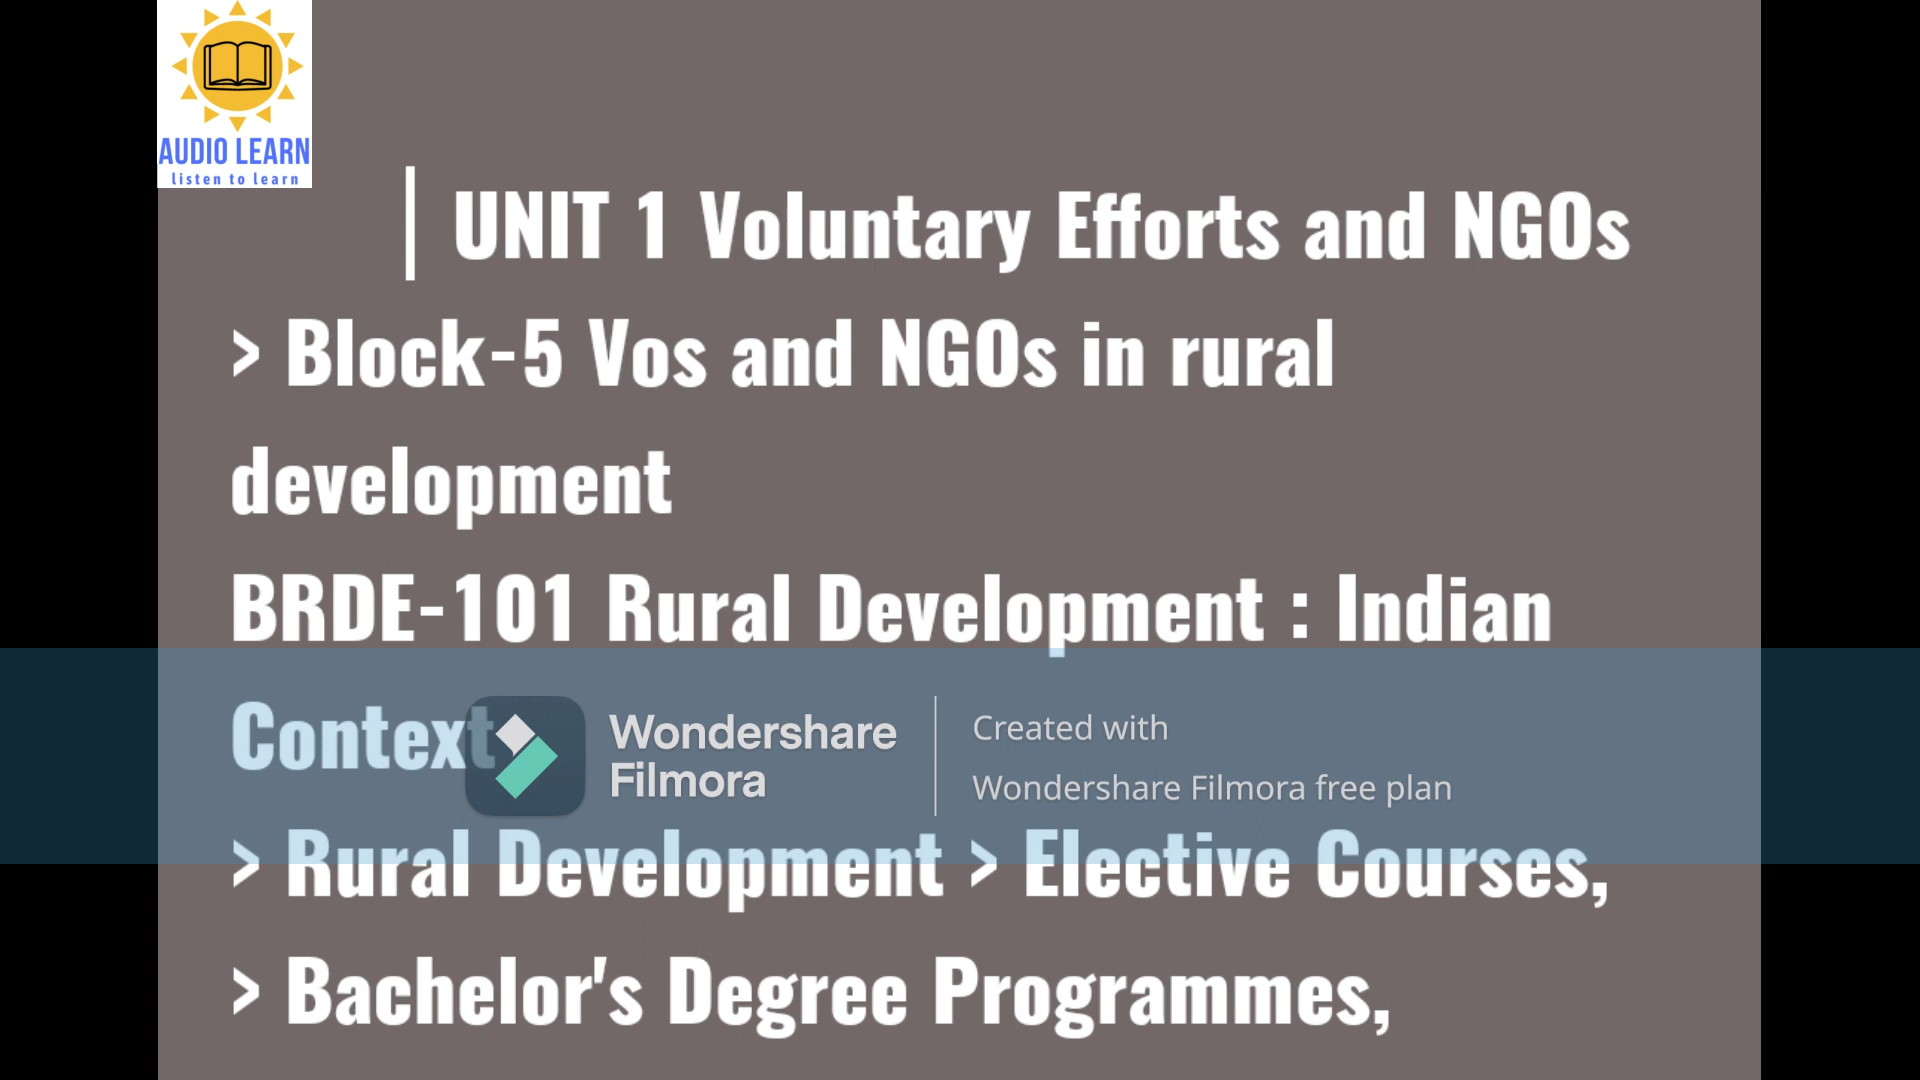 AUDIO LEARN
listen to learn
UNIT 1 Voluntary Efforts and NGOs
> Block-5 Vos and NGOs in rural
development
BRDE-101 Rural Development : Indian
Context
Wondershare
Filmora
Created with
Wondershare Filmora free plan
> Rural Development > Elective Courses,
> Bachelor's Degree Programmes,